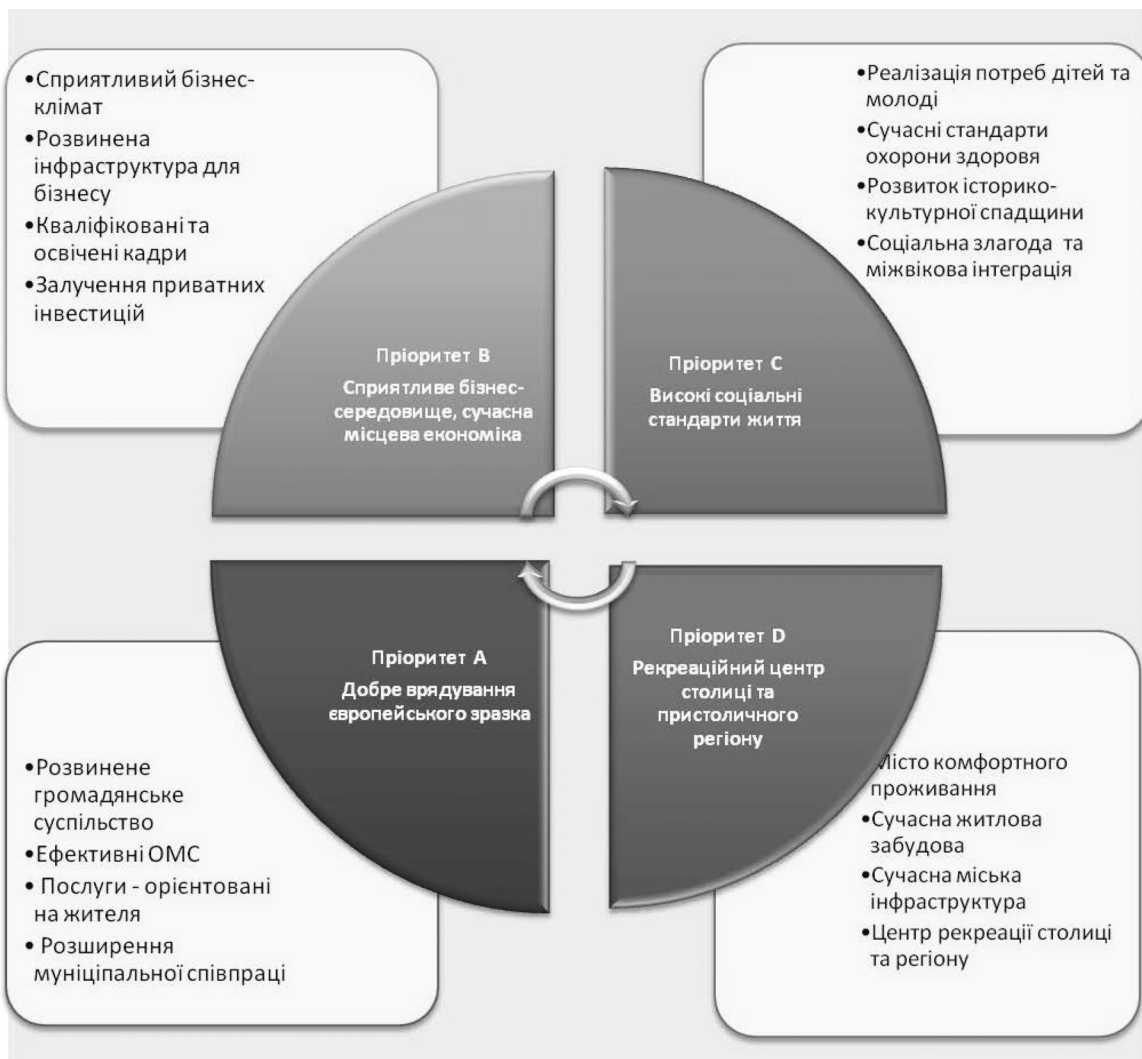 •Сприятливий бізнес-
клімат
•Розвинена
інфраструктура для
бізнесу
•Кваліфіковані та
освічені кадри
•Залучення приватних
інвестицій
•Реалізація потреб дітей та
молоді
•Сучасні стандарти
охорони здоровя
•Розвиток історико-
культурної спадщини
•Соціальна злагода та
міжвікова інтеграція
Пріоритет В
Сприятливе бізнес-
середовище, сучасна
місцева економіка
Пріоритет С
Високі соціальні
стандарти життя
Пріоритет А
Добре врядування
європейського зразка
Пріоритет D
Рекреаційний центр
столиці та
пристоличного
регіону
•Розвинене
громадянське
суспільство
•Ефективні ОМС
• Послуги - орієнтовані
на жителя
• Розширення
муніципальної співпраці
Місто комфортного
проживання
•Сучасна житлова
забудова
•Сучасна міська
інфраструктура
•Центр рекреації столиці
та регіону